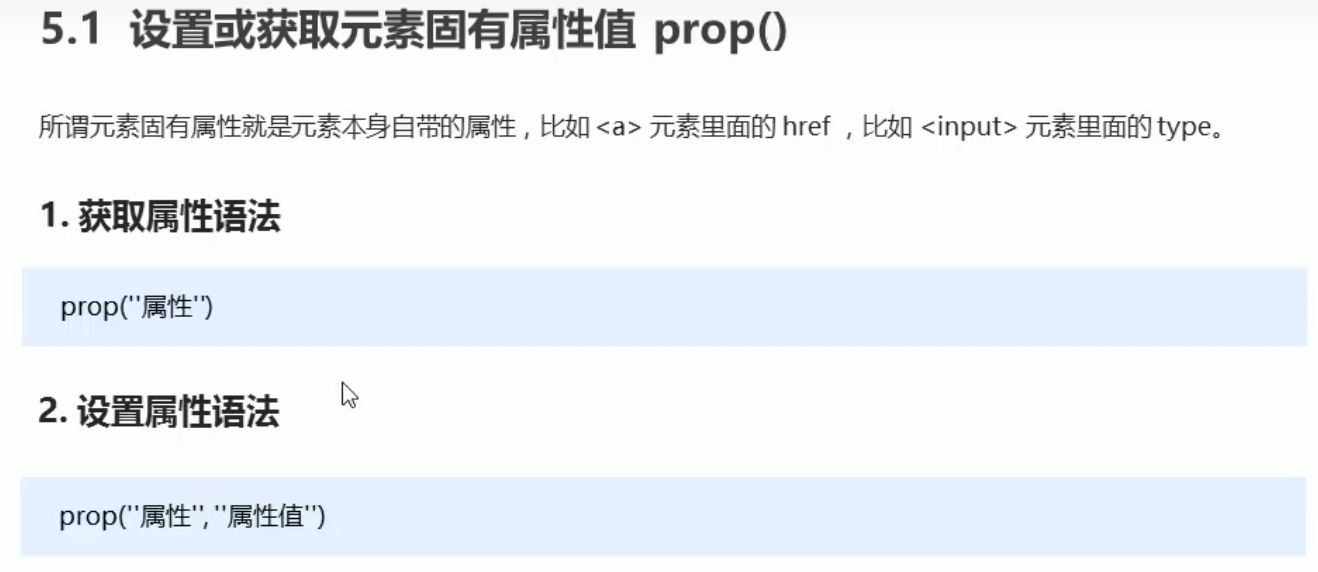 5.1 设置或获取元素固有属性值 prop()
所谓元素固有属性就是元素本身自带的属性，比如 <a> 元素里面的 href ，比如 <input> 元素里面的 type。
1. 获取属性语法
prop(''属性'')
2. 设置属性语法
prop(''属性'', ''属性值'')